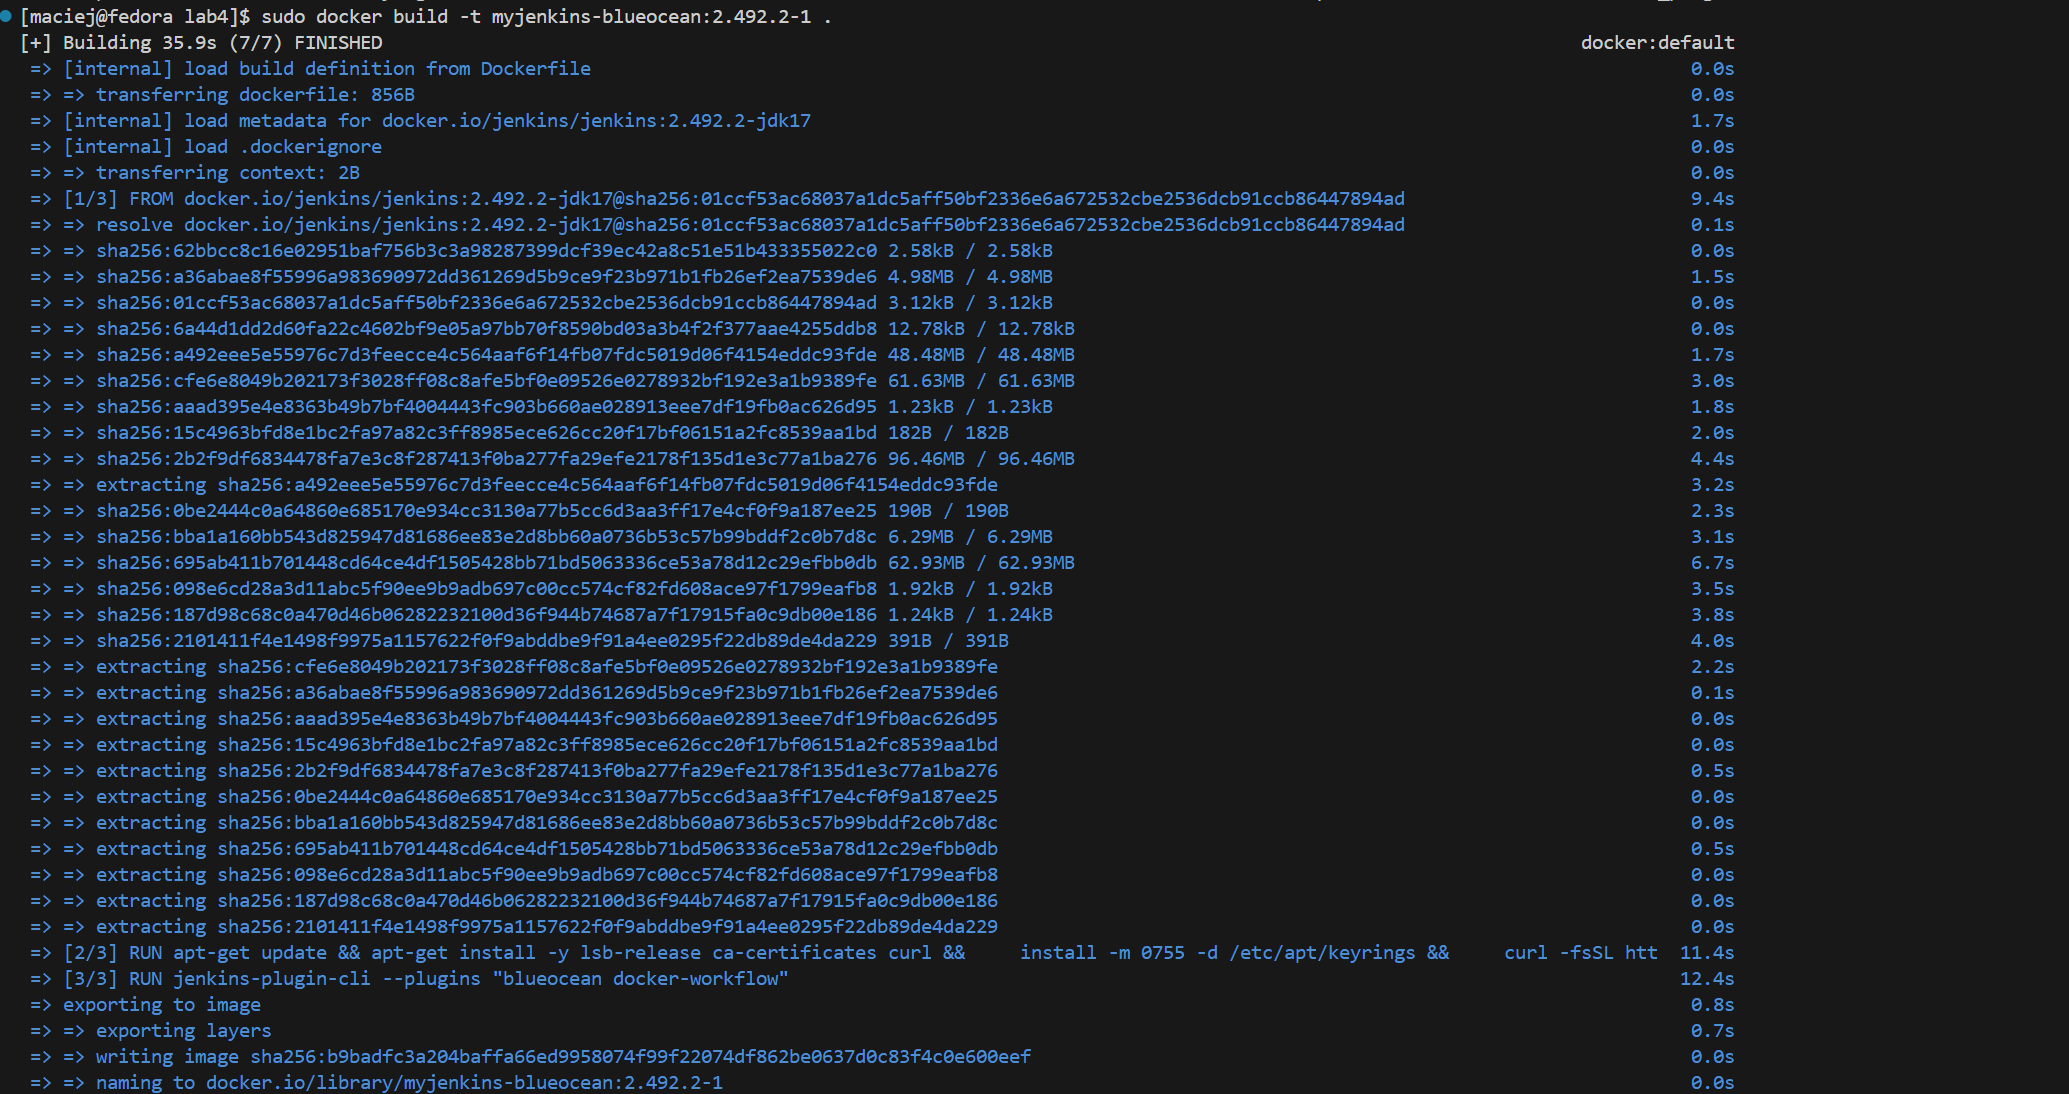 [maciej@fedora lab4]$ sudo docker build -t myjenkins-blueocean:2.492.2-1 .
[+] Building 35.9s (7/7) FINISHED docker:default
=> [internal] load build definition from Dockerfile 0.0s
=> => transferring dockerfile: 856B 0.0s
=> [internal] load metadata for docker.io/jenkins/jenkins:2.492.2-jdk17 1.7s
=> [internal] load .dockerignore 0.0s
=> => transferring context: 2B 0.0s
=> [1/3] FROM docker.io/jenkins/jenkins:2.492.2-jdk17@sha256:01ccf53ac68037a1dc5aff50bf2336e6a672532cbe2536dcb91ccb86447894ad 9.4s
=> => resolve docker.io/jenkins/jenkins:2.492.2-jdk17@sha256:01ccf53ac68037a1dc5aff50bf2336e6a672532cbe2536dcb91ccb86447894ad 0.1s
=> => sha256:62bbcc8c16e02951baf756b3c3a98287399dcf39ec42a8c51e51b433355022c0 2.58kB / 2.58kB 0.0s
=> => sha256:a36abae8f55996a983690972dd361269d5b9ce9f23b971b1fb26ef2ea7539de6 4.98MB / 4.98MB 1.5s
=> => sha256:01ccf53ac68037a1dc5aff50bf2336e6a672532cbe2536dcb91ccb86447894ad 3.12kB / 3.12kB 0.0s
=> => sha256:6a44d1dd2d60fa22c4602bf9e05a97bb70f8590bd03a3b4f2f377aae4255ddb8 12.78kB / 12.78kB 0.0s
=> => sha256:a492eee5e55976c7d3feecce4c564aaf6f14fb07fdc5019d06f4154eddc93fde 48.48MB / 48.48MB 1.7s
=> => sha256:cfe6e8049b202173f3028ff08c8afe5bf0e09526e0278932bf192e3a1b9389fe 61.63MB / 61.63MB 3.0s
=> => sha256:aaad395e4e8363b49b7bf4004443fc903b660ae028913eee7df19fb0ac626d95 1.23kB / 1.23kB 1.8s
=> => sha256:15c4963bfd8e1bc2fa97a82c3ff8985ece626cc20f17bf06151a2fc8539aa1bd 182B / 182B 2.0s
=> => sha256:2b2f9df6834478fa7e3c8f287413f0ba277fa29efe2178f135d1e3c77a1ba276 96.46MB / 96.46MB 4.4s
=> => extracting sha256:a492eee5e55976c7d3feecce4c564aaf6f14fb07fdc5019d06f4154eddc93fde 3.2s
=> => sha256:0be2444c0a64860e685170e934cc3130a77b5cc6d3aa3ff17e4cf0f9a187ee25 190B / 190B 2.3s
=> => sha256:bba1a160bb543d825947d81686ee83e2d8bb60a0736b53c57b99bddf2c0b7d8c 6.29MB / 6.29MB 3.1s
=> => sha256:695ab411b701448cd64ce4df1505428bb71bd5063336ce53a78d12c29efbb0db 62.93MB / 62.93MB 6.7s
=> => sha256:098e6cd28a3d11abc5f90ee9b9adb697c00cc574cf82fd608ace97f1799eafb8 1.92kB / 1.92kB 3.5s
=> => sha256:187d98c68c0a470d46b06282232100d36f944b74687a7f17915fa0c9db00e186 1.24kB / 1.24kB 3.8s
=> => sha256:2101411f4e1498f9975a1157622f0f9abddbe9f91a4ee0295f22db89de4da229 391B / 391B 4.0s
=> => extracting sha256:cfe6e8049b202173f3028ff08c8afe5bf0e09526e0278932bf192e3a1b9389fe 2.2s
=> => extracting sha256:a36abae8f55996a983690972dd361269d5b9ce9f23b971b1fb26ef2ea7539de6 0.1s
=> => extracting sha256:aaad395e4e8363b49b7bf4004443fc903b660ae028913eee7df19fb0ac626d95 0.0s
=> => extracting sha256:15c4963bfd8e1bc2fa97a82c3ff8985ece626cc20f17bf06151a2fc8539aa1bd 0.0s
=> => extracting sha256:2b2f9df6834478fa7e3c8f287413f0ba277fa29efe2178f135d1e3c77a1ba276 0.5s
=> => extracting sha256:0be2444c0a64860e685170e934cc3130a77b5cc6d3aa3ff17e4cf0f9a187ee25 0.0s
=> => extracting sha256:bba1a160bb543d825947d81686ee83e2d8bb60a0736b53c57b99bddf2c0b7d8c 0.0s
=> => extracting sha256:695ab411b701448cd64ce4df1505428bb71bd5063336ce53a78d12c29efbb0db 0.5s
=> => extracting sha256:098e6cd28a3d11abc5f90ee9b9adb697c00cc574cf82fd608ace97f1799eafb8 0.0s
=> => extracting sha256:187d98c68c0a470d46b06282232100d36f944b74687a7f17915fa0c9db00e186 0.0s
=> => extracting sha256:2101411f4e1498f9975a1157622f0f9abddbe9f91a4ee0295f22db89de4da229 0.0s
=> [2/3] RUN apt-get update && apt-get install -y lsb-release ca-certificates curl && install -m 0755 -d /etc/apt/keyrings && curl -fsSL htt 11.4s
=> [3/3] RUN jenkins-plugin-cli --plugins "blueocean docker-workflow" 12.4s
=> exporting to image 0.8s
=> => exporting layers 0.7s
=> => writing image sha256:b9badfc3a204baffa66ed9958074f99f22074df862be0637d0c83f4c0e600eef 0.0s
=> => naming to docker.io/library/myjenkins-blueocean:2.492.2-1 0.0s